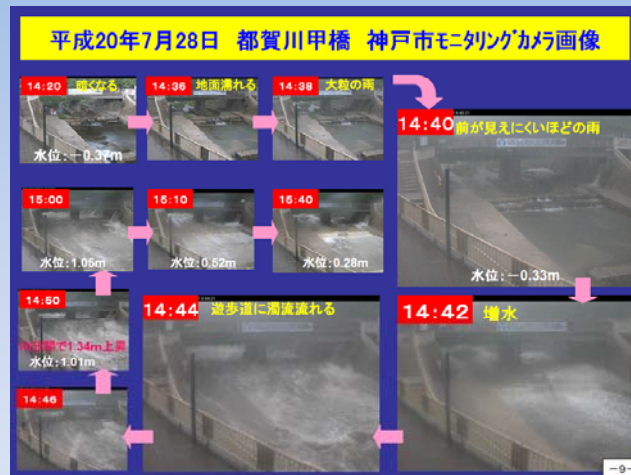 平成20年7月28日 都賀川甲橋 神戸市モニタリングカメラ画像
14:20 暗くなる
水位:－0.37m
14:36 地面濡れる
14:38 大粒の雨
14:40 前が見えにくいほどの雨
水位:－0.33m
14:42 増水
14:44 遊歩道に濁流流れる
14:46
14:50
10分間で1.34m上昇
水位:1.01m
15:00
水位:1.05m
15:10
水位:0.52m
15:40
水位:0.28m
－9－